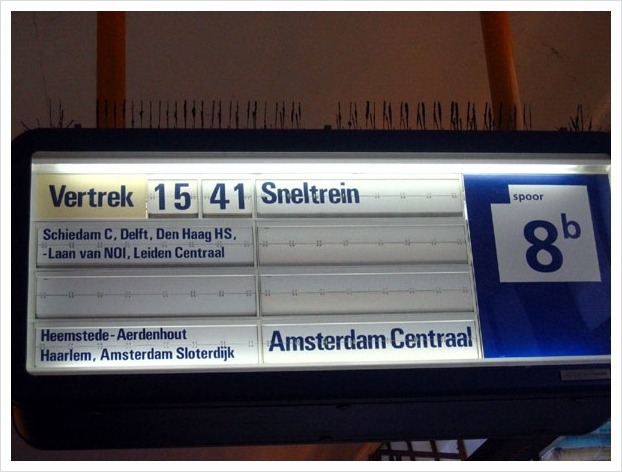 Vertrek 15 41 Sneltrein
spoor
8b
Schiedam C, Delft, Den Haag HS,
-Laan van NOI, Leiden Centraal
Heemstede-Aerdenhout
Haarlem, Amsterdam Sloterdijk
Amsterdam Centraal